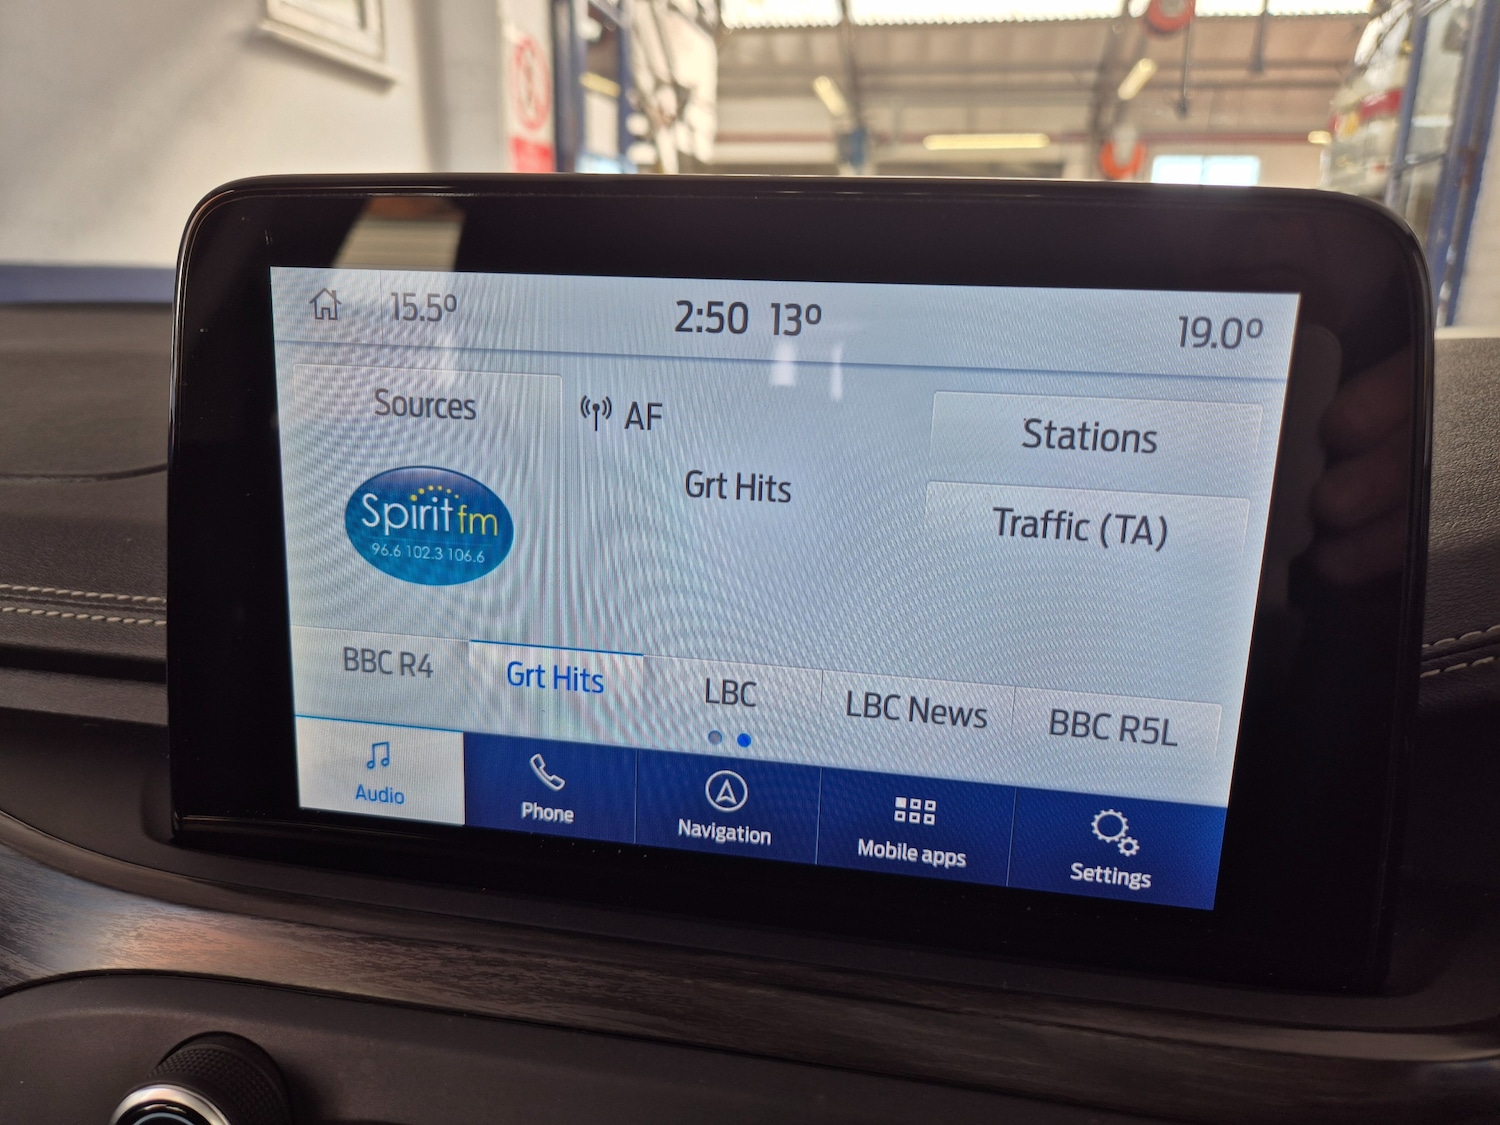 15.5° 2:50 13° 19.0°
Sources
AF
Stations
Grt Hits
Traffic (TA)
Spirit fm
96.6 102.3 106.6
BBC R4 Grt Hits LBC LBC News BBC R5L
Audio Phone Navigation Mobile apps Settings